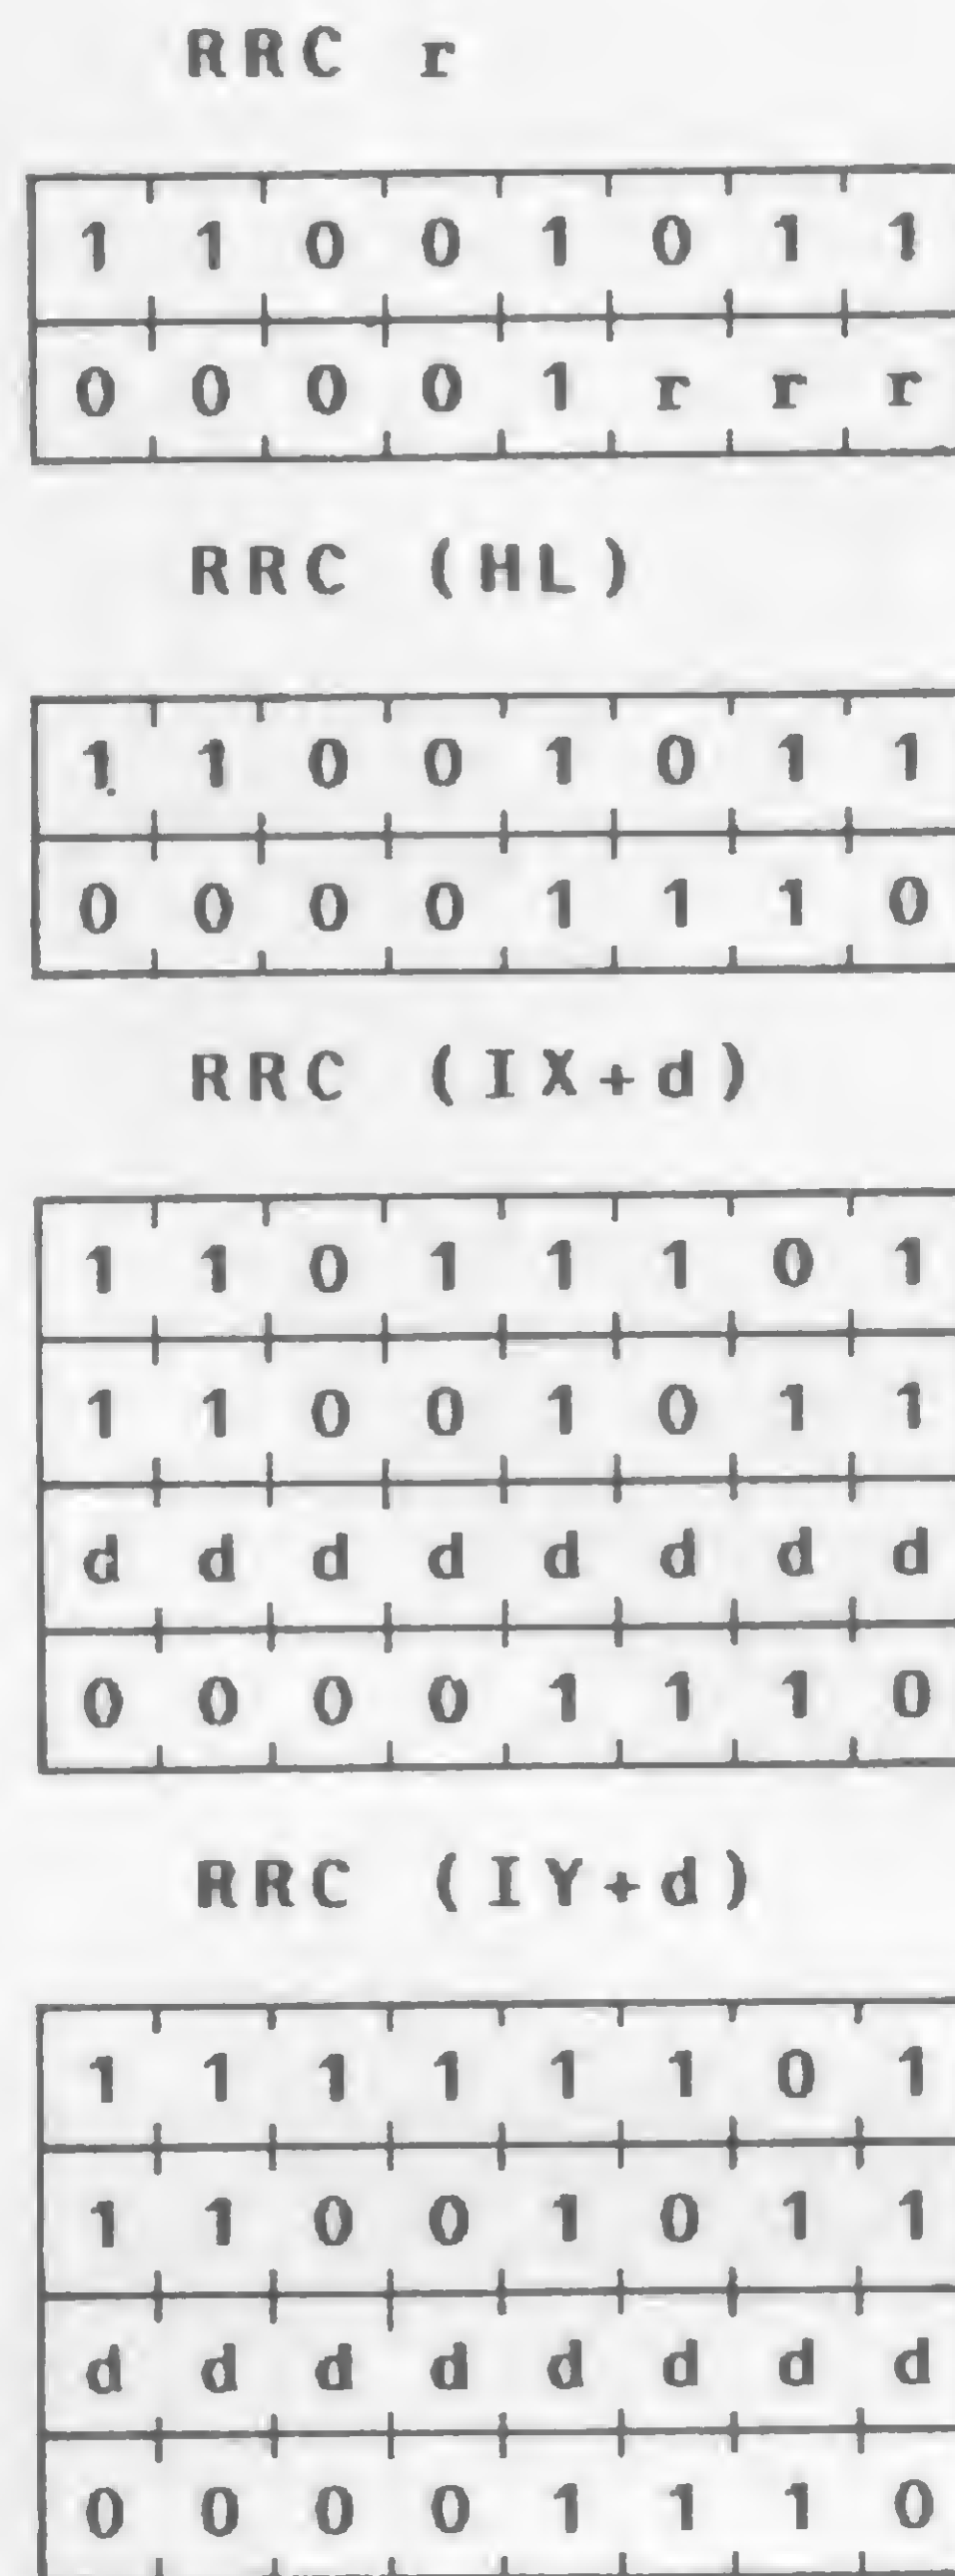 RRC r
1 1 0 0 1 0 1 1
0 0 0 0 1 r r r
RRC (HL)
1 1 0 0 1 0 1 1
0 0 0 0 1 1 1 0
RRC (IX+d)
1 1 0 1 1 1 0 1
1 1 0 0 1 0 1 1
d d d d d d d d
0 0 0 0 1 1 1 0
RRC (IY+d)
1 1 1 1 1 1 0 1
1 1 0 0 1 0 1 1
d d d d d d d d
0 0 0 0 1 1 1 0